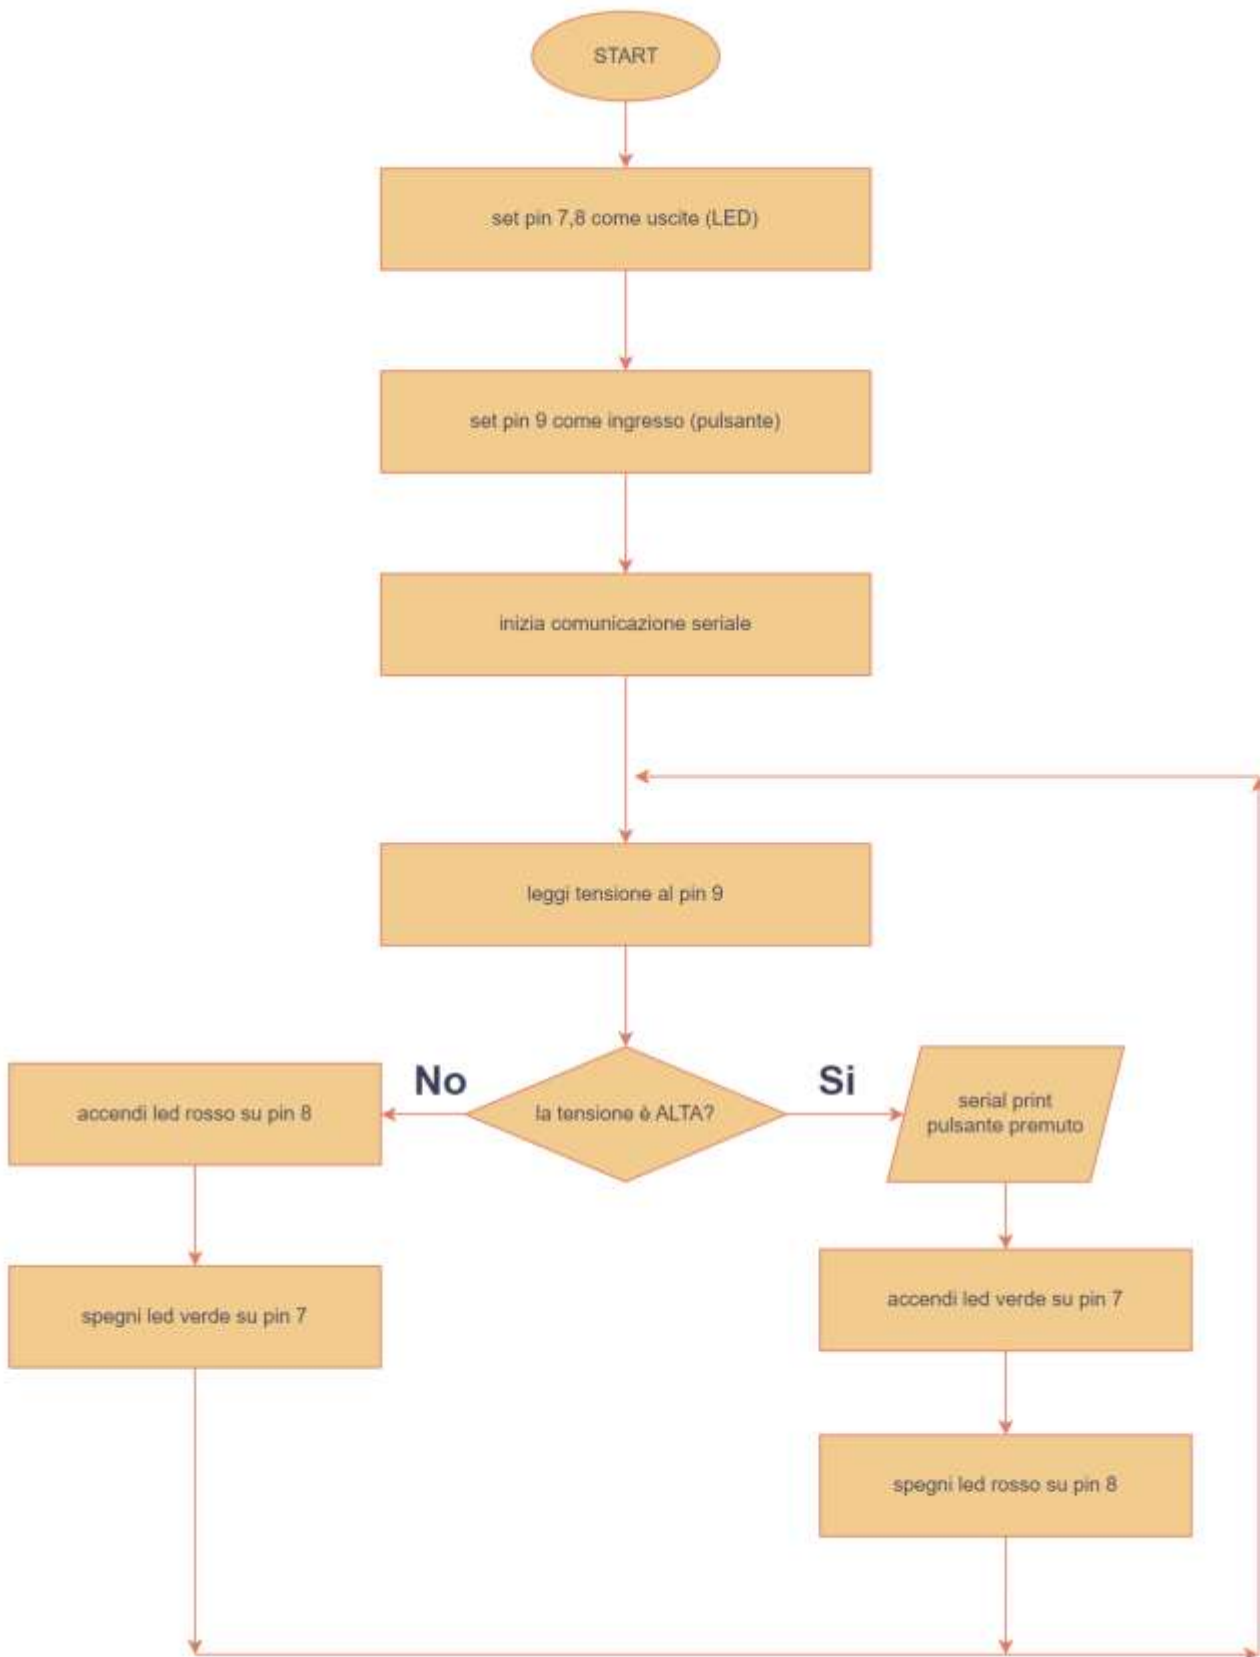 START
set pin 7,8 come uscite (LED)
set pin 9 come ingresso (pulsante)
inizia comunicazione seriale
leggi tensione al pin 9
la tensione è ALTA?
No
Si
accendi led rosso su pin 8
spegni led verde su pin 7
serial print
pulsante premuto
accendi led verde su pin 7
spegni led rosso su pin 8